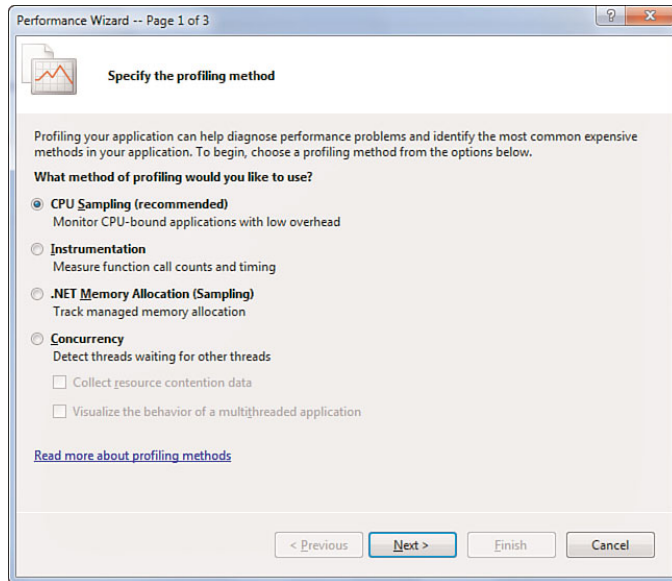 Performance Wizard -- Page 1 of 3
?
Specify the profiling method
Profiling your application can help diagnose performance problems and identify the most common expensive
methods in your application. To begin, choose a profiling method from the options below.
What method of profiling would you like to use?
CPU Sampling (recommended)
Monitor CPU-bound applications with low overhead
Instrumentation
Measure function call counts and timing
.NET Memory Allocation (Sampling)
Track managed memory allocation
Concurrency
Detect threads waiting for other threads
Collect resource contention data
Visualize the behavior of a multithreaded application
Read more about profiling methods
< Previous Next > Finish Cancel